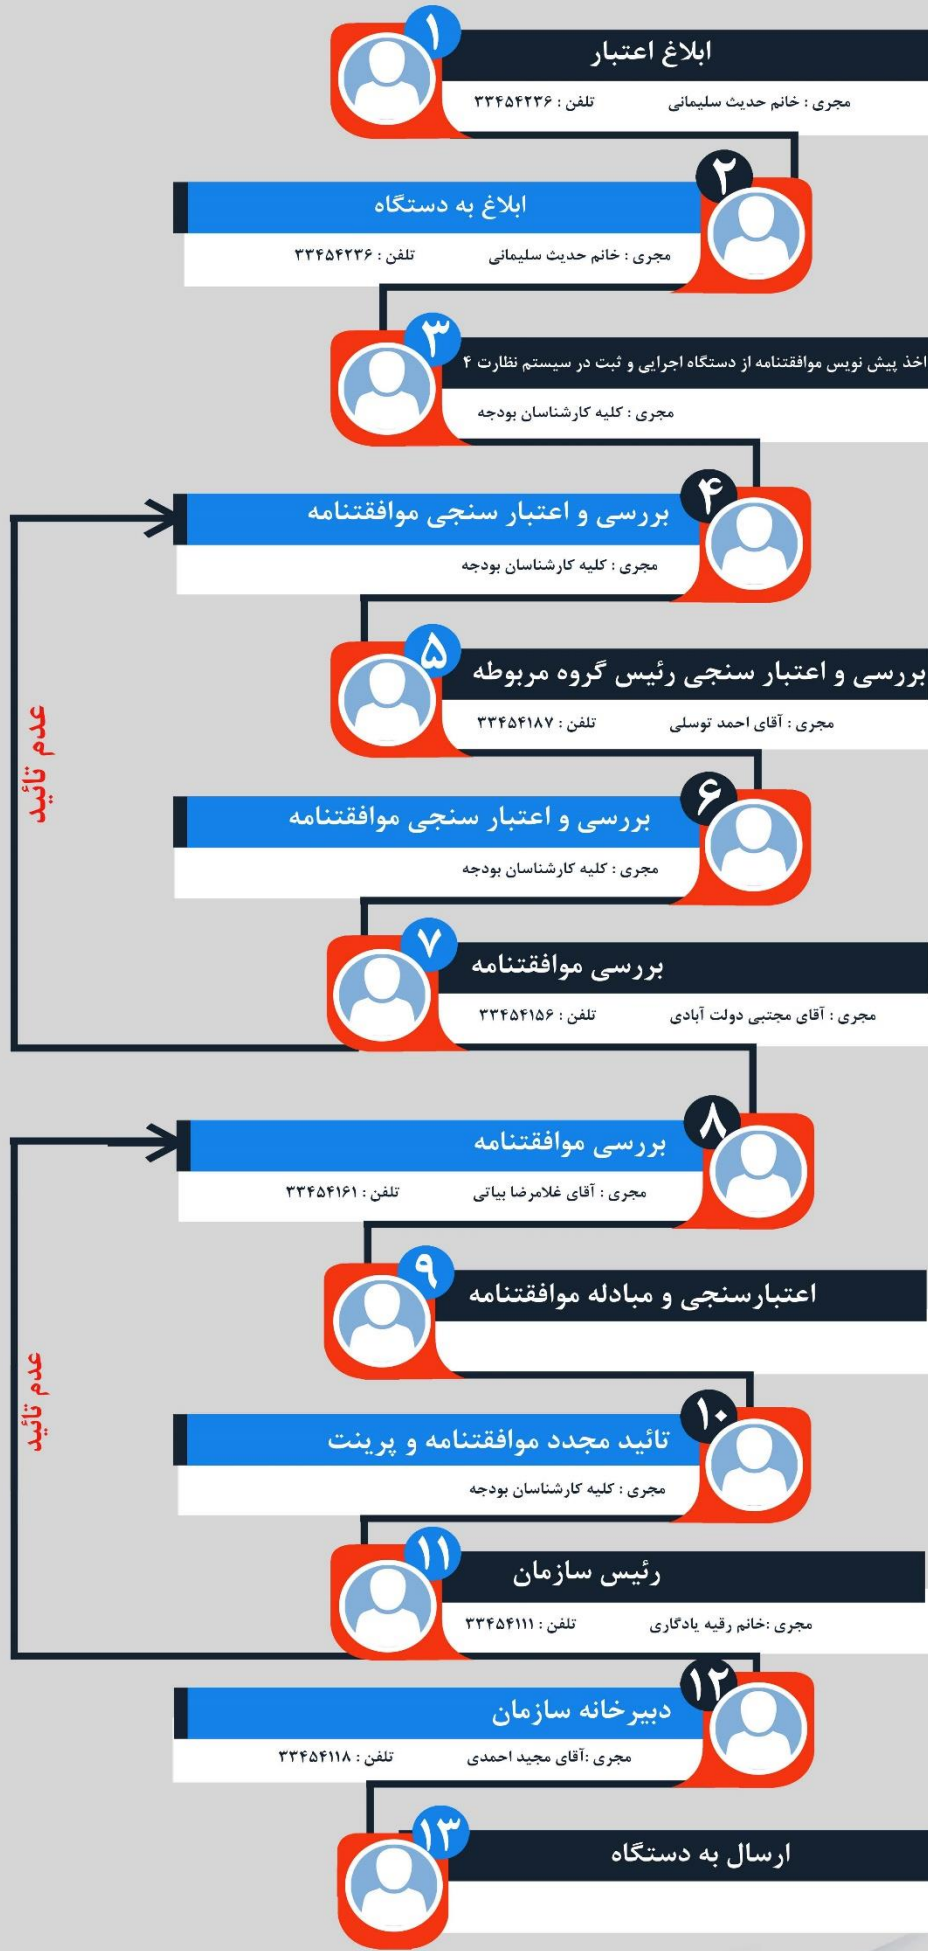 ۱
ابلاغ اعتبار
مجری : خانم حدیث سلیمانی تلفن : ۳۳۴۵۴۲۳۶
۲
ابلاغ به دستگاه
مجری : خانم حدیث سلیمانی تلفن : ۳۳۴۵۴۲۳۶
۳
اخذ پیش نویس موافقتنامه از دستگاه اجرایی و ثبت در سیستم نظارت ۴
مجری : کلیه کارشناسان بودجه
۴
بررسی و اعتبار سنجی موافقتنامه
مجری : کلیه کارشناسان بودجه
۵
بررسی و اعتبار سنجی رئیس گروه مربوطه
مجری : آقای احمد توسلی تلفن : ۳۳۴۵۴۱۸۷
عدم تائید
۶
بررسی و اعتبار سنجی موافقتنامه
مجری : کلیه کارشناسان بودجه
۷
بررسی موافقتنامه
مجری : آقای مجتبی دولت آبادی تلفن : ۳۳۴۵۴۱۵۶
۸
بررسی موافقتنامه
مجری : آقای غلامرضا بیاتی تلفن : ۳۳۴۵۴۱۶۱
۹
اعتبارسنجی و مبادله موافقتنامه
عدم تائید
۱۰
تائید مجدد موافقتنامه و پرینت
مجری : کلیه کارشناسان بودجه
۱۱
رئیس سازمان
مجری :خانم رقیه یادگاری تلفن : ۳۳۴۵۴۱۱۱
۱۲
دبیرخانه سازمان
مجری :آقای مجید احمدی تلفن : ۳۳۴۵۴۱۱۸
۱۳
ارسال به دستگاه